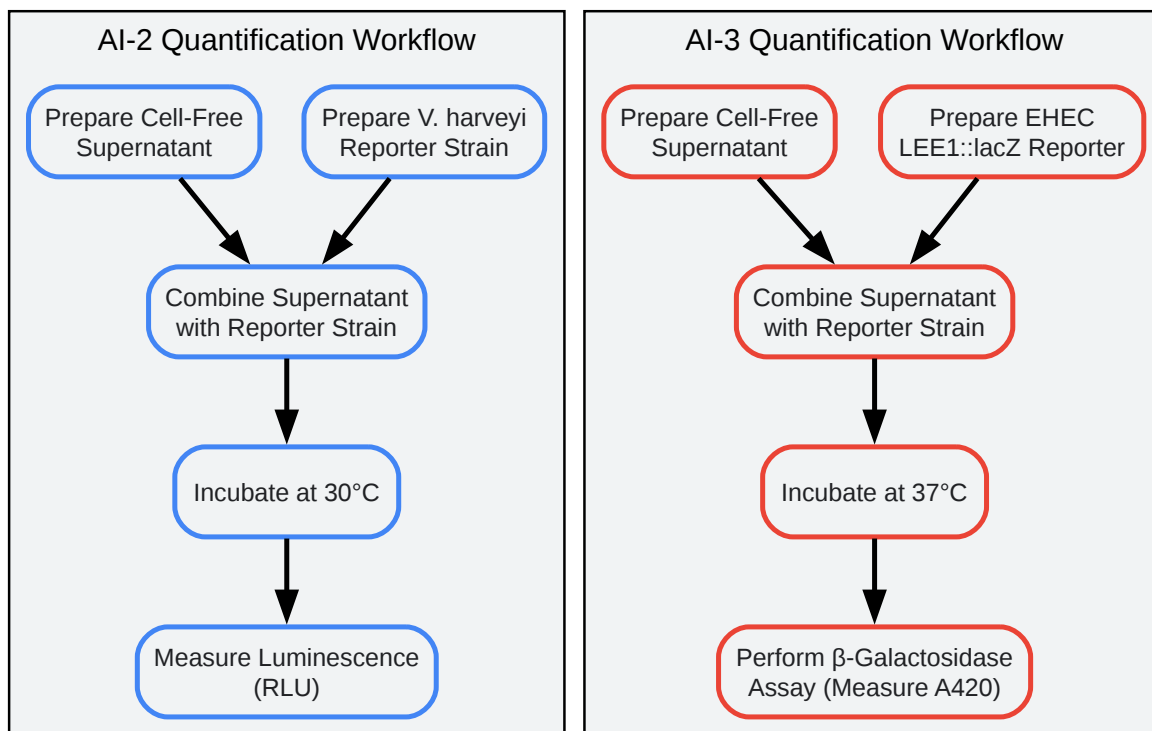 AI-2 Quantification Workflow
Prepare Cell-Free
Supernatant
Prepare V. harveyi
Reporter Strain
Combine Supernatant
with Reporter Strain
Incubate at 30°C
Measure Luminescence
(RLU)
AI-3 Quantification Workflow
Prepare Cell-Free
Supernatant
Prepare EHEC
LEE1::lacZ Reporter
Combine Supernatant
with Reporter Strain
Incubate at 37°C
Perform β-Galactosidase
Assay (Measure A420)